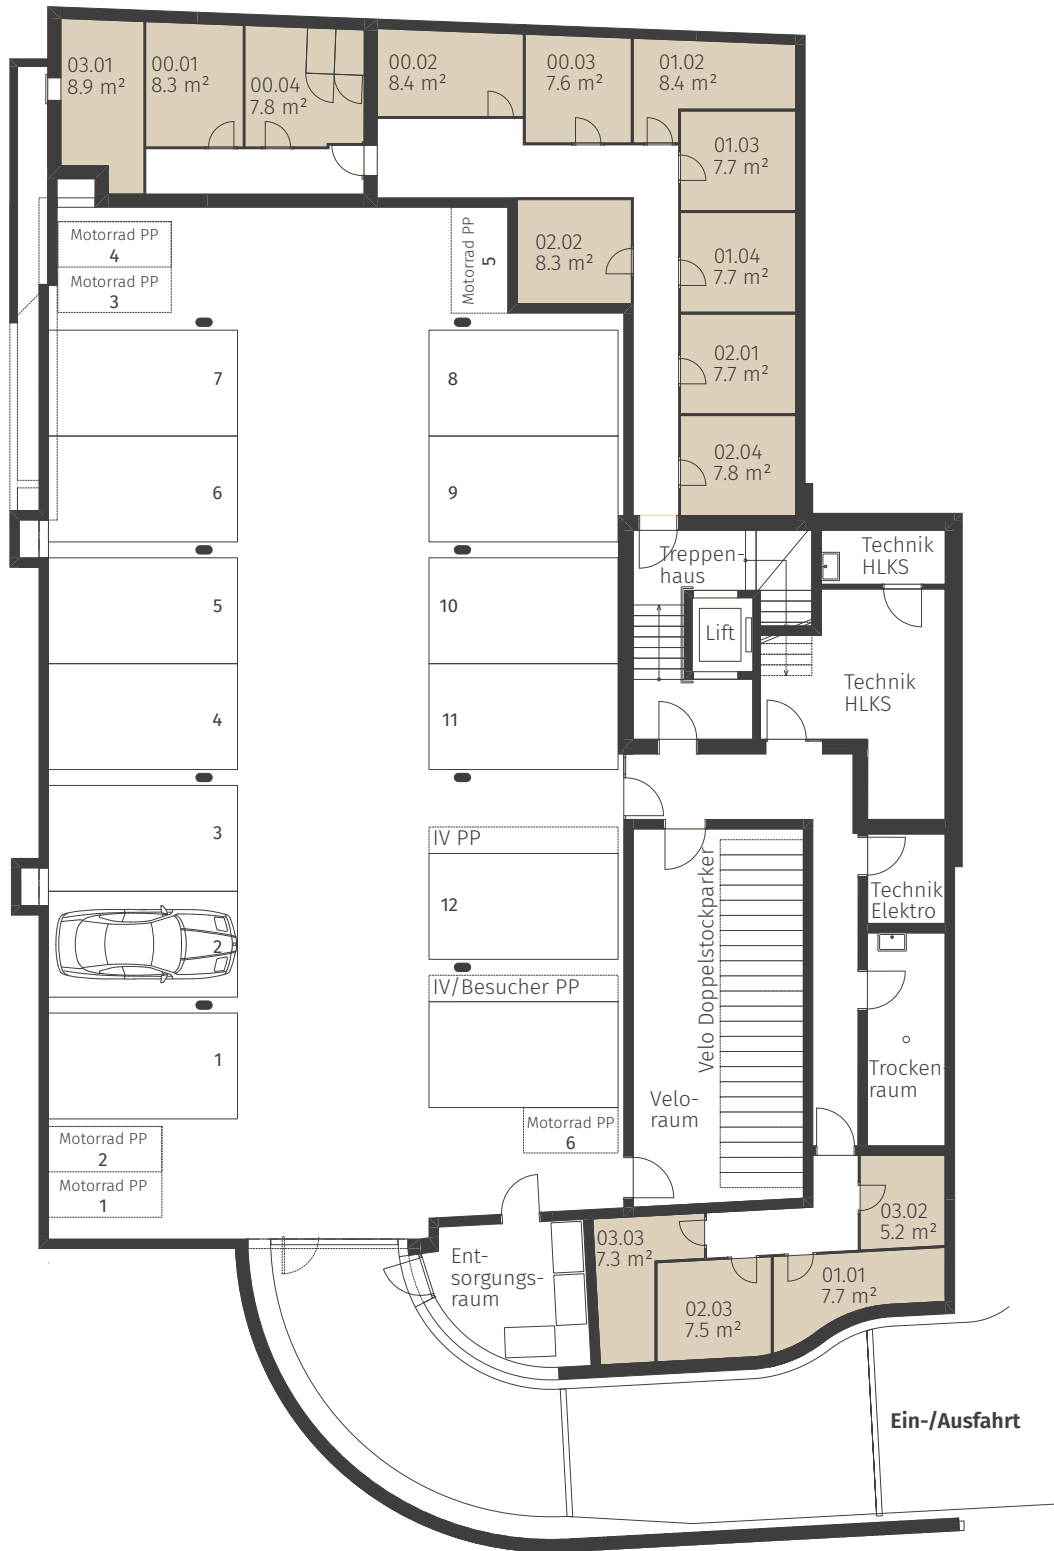 03.01
8.9 m²
00.01
8.3 m²
00.04
7.8 m²
00.02
8.4 m²
00.03
7.6 m²
01.02
8.4 m²
01.03
7.7 m²
02.02
8.3 m²
01.04
7.7 m²
02.01
7.7 m²
02.04
7.8 m²
Motorrad PP
4
Motorrad PP
3
Motorrad PP
5
7
8
6
9
5
10
4
11
3
IV PP
12
2
IV/Besucher PP
1
Motorrad PP
2
Motorrad PP
1
Motorrad PP
6
Treppen-
haus
Lift
Technik
HLKS
Technik
HLKS
Technik
Elektro
Velo Doppelstockparker
Velo-
raum
Trocken-
raum
Ent-
sorgungs-
raum
03.03
7.3 m²
02.03
7.5 m²
01.01
7.7 m²
03.02
5.2 m²
Ein-/Ausfahrt